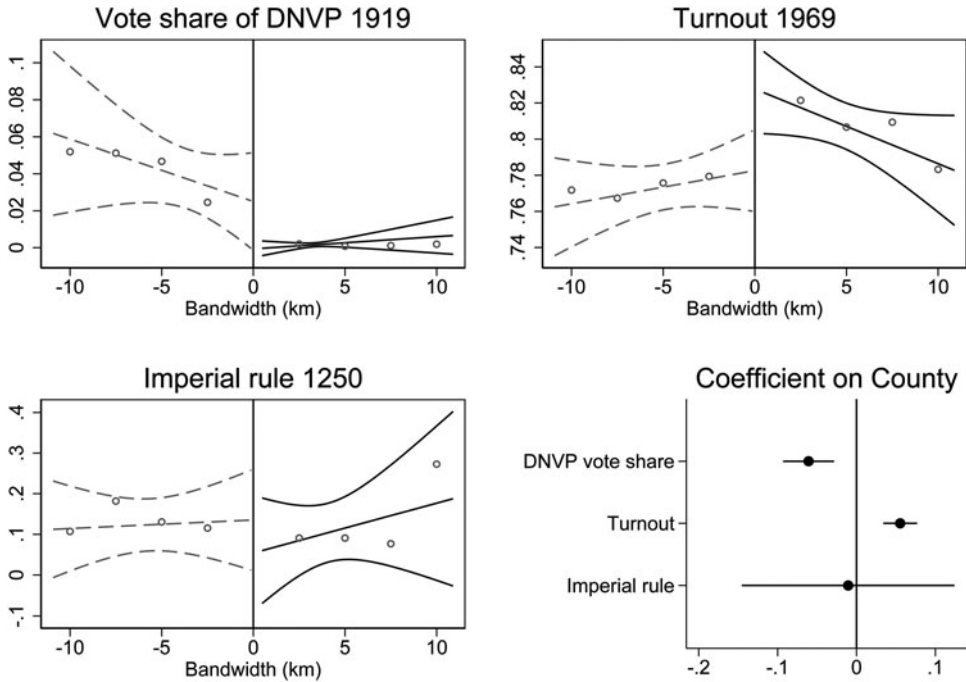 Vote share of DNVP 1919
.1
.08
.06
.04
.02
0
-10 -5 0 5 10
Bandwidth (km)
Turnout 1969
.84
.82
.8
.78
.76
.74
-10 -5 0 5 10
Bandwidth (km)
Imperial rule 1250
.4
.3
.2
.1
0
-.1
-10 -5 0 5 10
Bandwidth (km)
Coefficient on County
DNVP vote share
Turnout
Imperial rule
-.2 -.1 0 .1